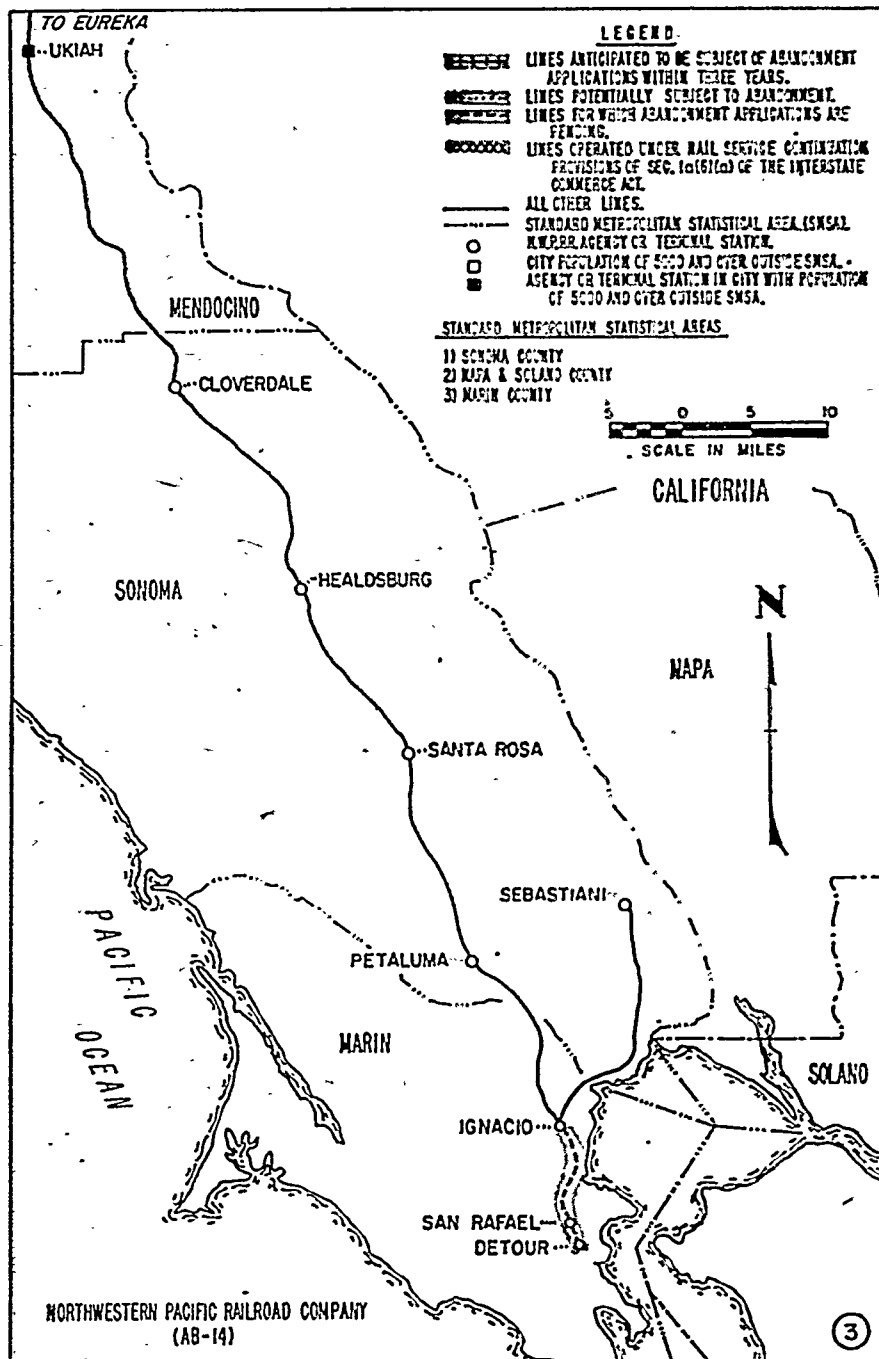 TO EUREKA
UKIAH
LEGEND
LINES ANTICIPATED TO BE SUBJECT OF ABANDONMENT
APPLICATIONS WITHIN THREE YEARS.
LINES POTENTIALLY SUBJECT TO ABANDONMENT.
LINES FOR WHICH ABANDONMENT APPLICATIONS ARE
PENDING.
LINES OPERATED UNDER RAIL SERVICE CONTINUATION
PROVISIONS OF SEC. 1a(6)(a) OF THE INTERSTATE
COMMERCE ACT.
ALL OTHER LINES.
STANDARD METROPOLITAN STATISTICAL AREA (SMSA).
N.W.P.RR. AGENCY OR TERMINAL STATION.
CITY POPULATION OF 5000 AND OVER OUTSIDE SMSA.
AGENCY OR TERMINAL STATION IN CITY WITH POPULATION
OF 5000 AND OVER OUTSIDE SMSA.
STANDARD METROPOLITAN STATISTICAL AREAS
1) SONOMA COUNTY
2) NAPA & SOLANO COUNTY
3) MARIN COUNTY
5 0 5 10
SCALE IN MILES
MENDOCINO
CLOVERDALE
CALIFORNIA
HEALDSBURG
SONOMA
N
NAPA
SANTA ROSA
SEBASTIANI
PETALUMA
PACIFIC
OCEAN
MARIN
SOLANO
IGNACIO
SAN RAFAEL
DETOUR
NORTHWESTERN PACIFIC RAILROAD COMPANY
(AB-14)
3